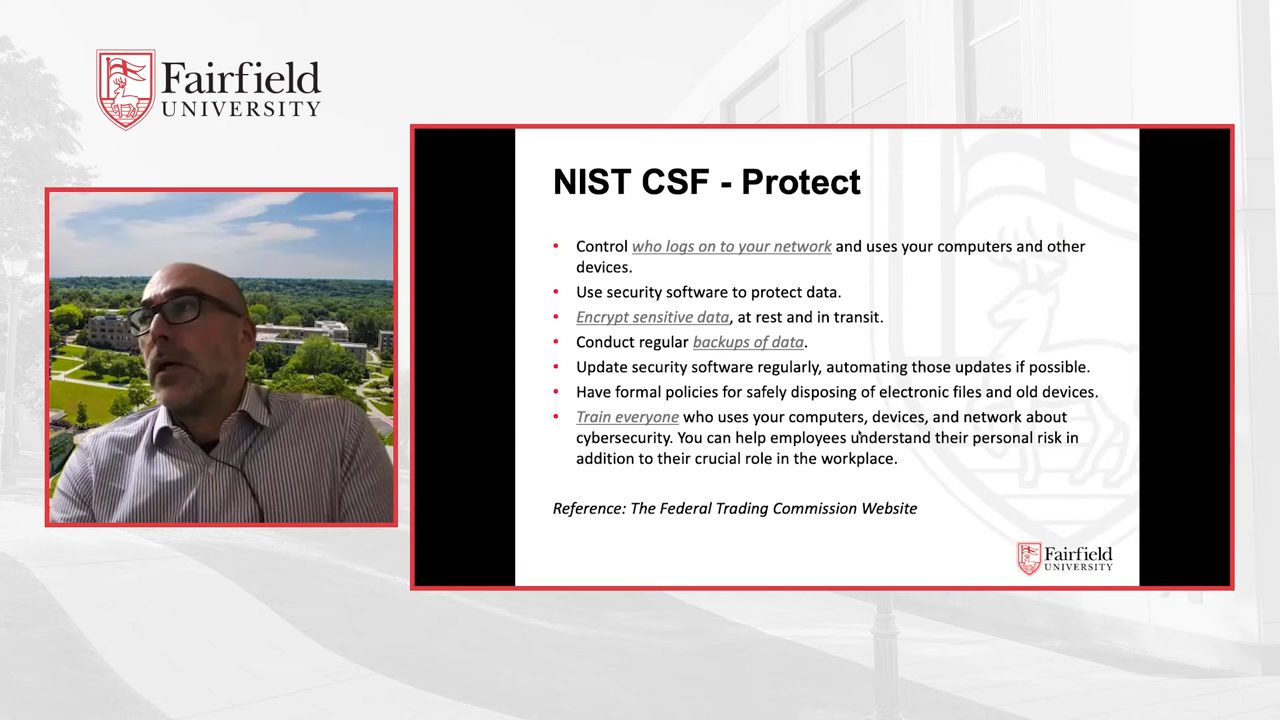 Fairfield
UNIVERSITY
NIST CSF - Protect
• Control who logs on to your network and uses your computers and other
devices.
• Use security software to protect data.
• Encrypt sensitive data, at rest and in transit.
• Conduct regular backups of data.
• Update security software regularly, automating those updates if possible.
• Have formal policies for safely disposing of electronic files and old devices.
• Train everyone who uses your computers, devices, and network about
cybersecurity. You can help employees understand their personal risk in
addition to their crucial role in the workplace.
Reference: The Federal Trading Commission Website
Fairfield
UNIVERSITY